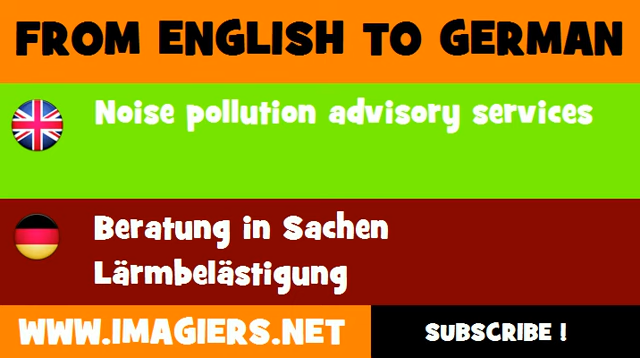 FROM ENGLISH TO GERMAN
Noise pollution advisory services
Beratung in Sachen
Lärmbelästigung
WWW.IMAGIERS.NET
SUBSCRIBE !